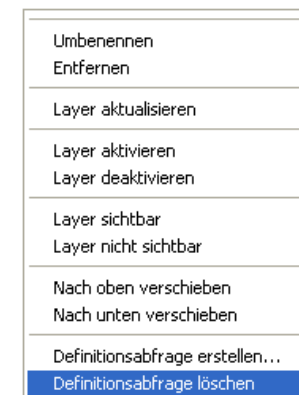 Umbenennen
Entfernen
Layer aktualisieren
Layer aktivieren
Layer deaktivieren
Layer sichtbar
Layer nicht sichtbar
Nach oben verschieben
Nach unten verschieben
Definitionsabfrage erstellen...
Definitionsabfrage löschen